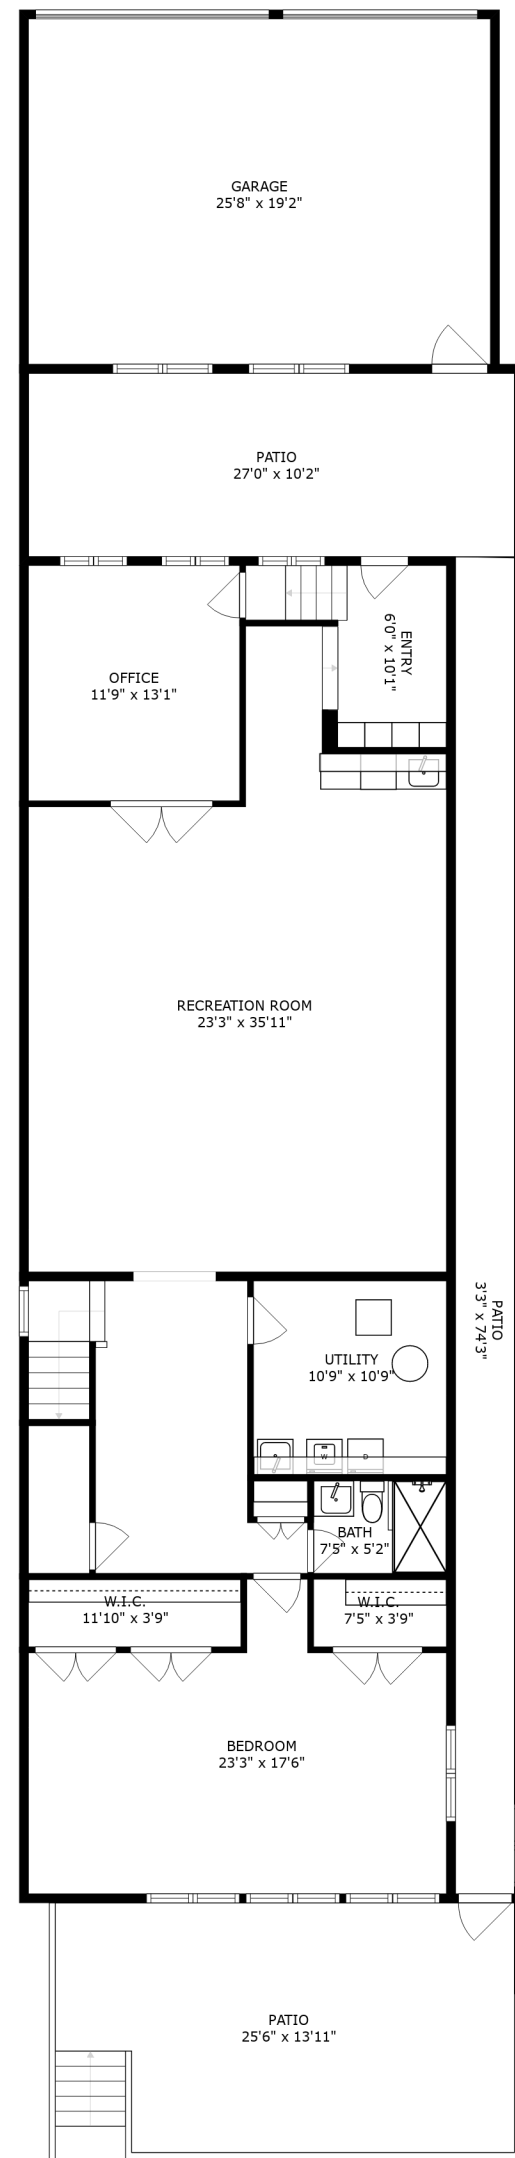 GARAGE
25'8" x 19'2"
PATIO
27'0" x 10'2"
ENTRY
6'0" x 10'1"
OFFICE
11'9" x 13'1"
RECREATION ROOM
23'3" x 35'11"
PATIO
3'3" x 74'3"
UTILITY
10'9" x 10'9"
W
D
BATH
7'5" x 5'2"
W.I.C.
11'10" x 3'9"
W.I.C.
7'5" x 3'9"
BEDROOM
23'3" x 17'6"
PATIO
25'6" x 13'11"